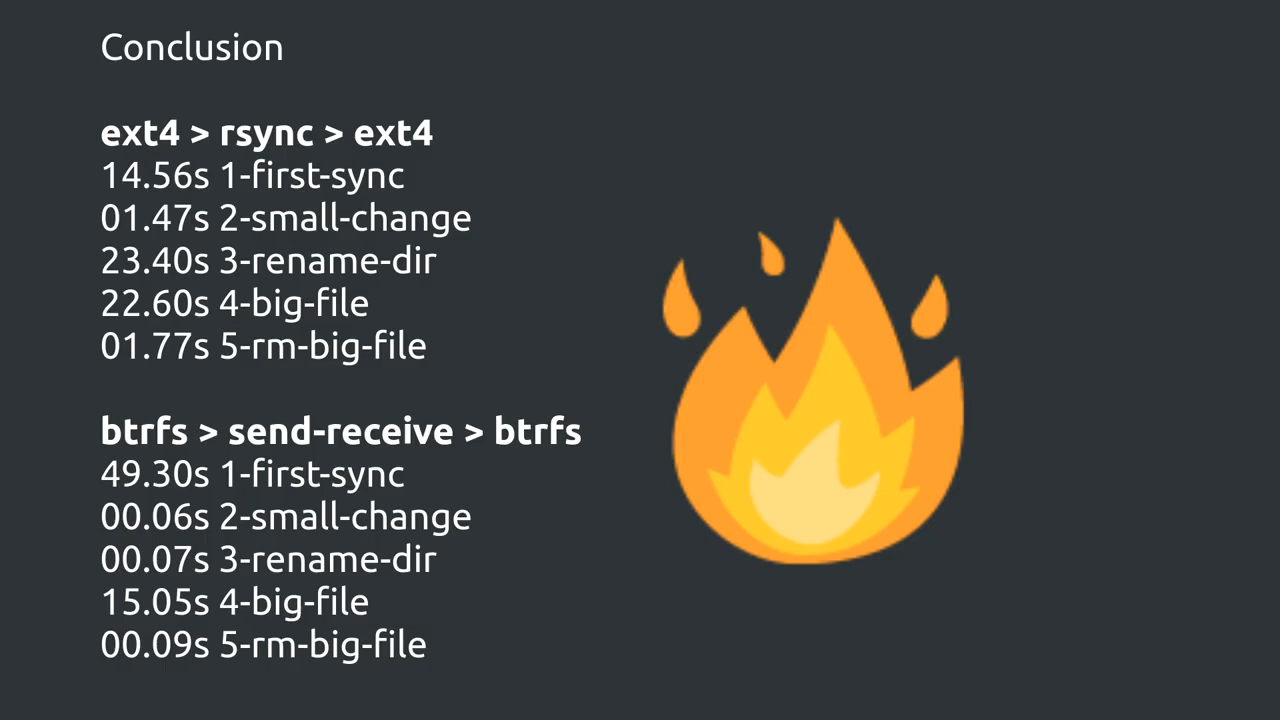 Conclusion
ext4 > rsync > ext4
14.56s 1-first-sync
01.47s 2-small-change
23.40s 3-rename-dir
22.60s 4-big-file
01.77s 5-rm-big-file
btrfs > send-receive > btrfs
49.30s 1-first-sync
00.06s 2-small-change
00.07s 3-rename-dir
15.05s 4-big-file
00.09s 5-rm-big-file